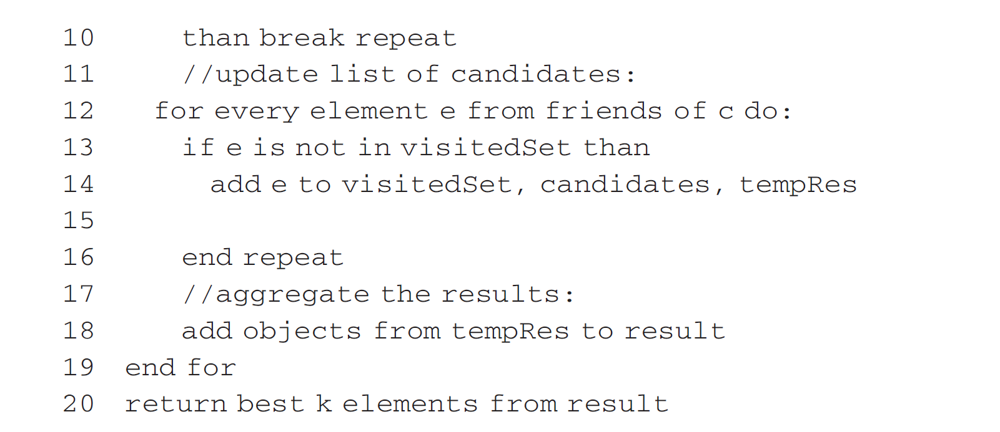 10 than break repeat
11 //update list of candidates:
12 for every element e from friends of c do:
13 if e is not in visitedSet than
14 add e to visitedSet, candidates, tempRes
15
16 end repeat
17 //aggregate the results:
18 add objects from tempRes to result
19 end for
20 return best k elements from result